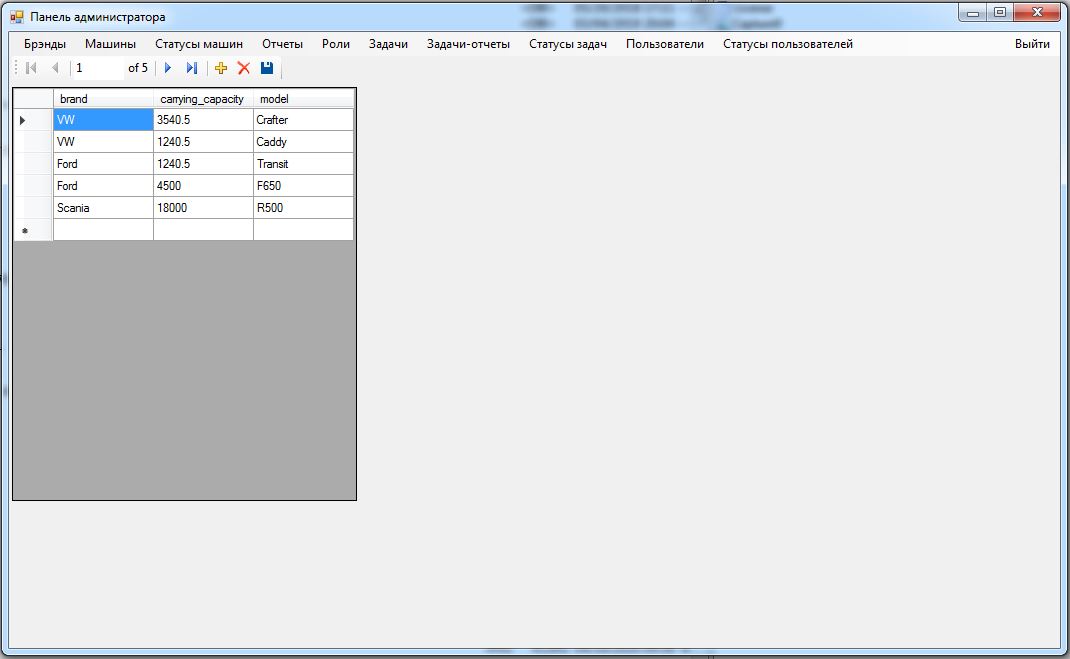 Панель администратора
Брэнды Машины Статусы машин Отчеты Роли Задачи Задачи-отчеты Статусы задач Пользователи Статусы пользователей Выйти
1 of 5
brand carrying_capacity model
VW 3540.5 Crafter
VW 1240.5 Caddy
Ford 1240.5 Transit
Ford 4500 F650
Scania 18000 R500